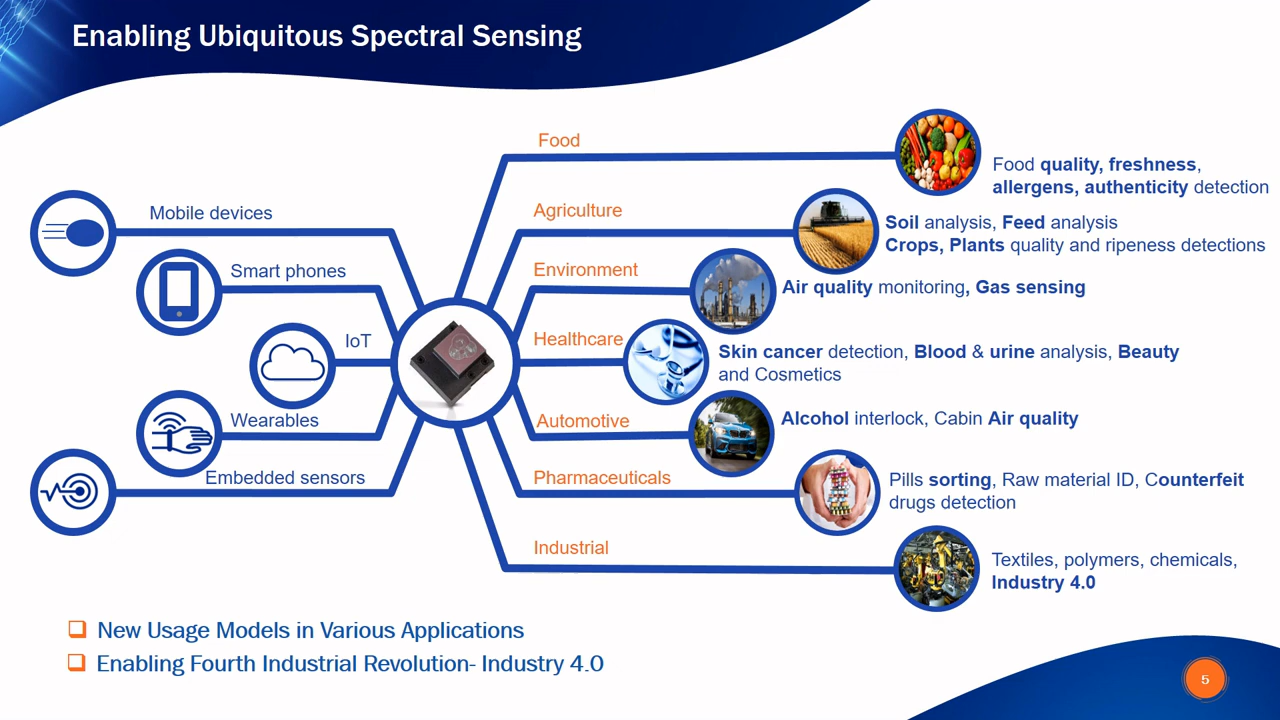 Enabling Ubiquitous Spectral Sensing
Mobile devices
Smart phones
IoT
Wearables
Embedded sensors
Food
Food quality, freshness,
allergens, authenticity detection
Agriculture
Soil analysis, Feed analysis
Crops, Plants quality and ripeness detections
Environment
Air quality monitoring, Gas sensing
Healthcare
Skin cancer detection, Blood & urine analysis, Beauty
and Cosmetics
Automotive
Alcohol interlock, Cabin Air quality
Pharmaceuticals
Pills sorting, Raw material ID, Counterfeit
drugs detection
Industrial
Textiles, polymers, chemicals,
Industry 4.0
New Usage Models in Various Applications
Enabling Fourth Industrial Revolution- Industry 4.0
5